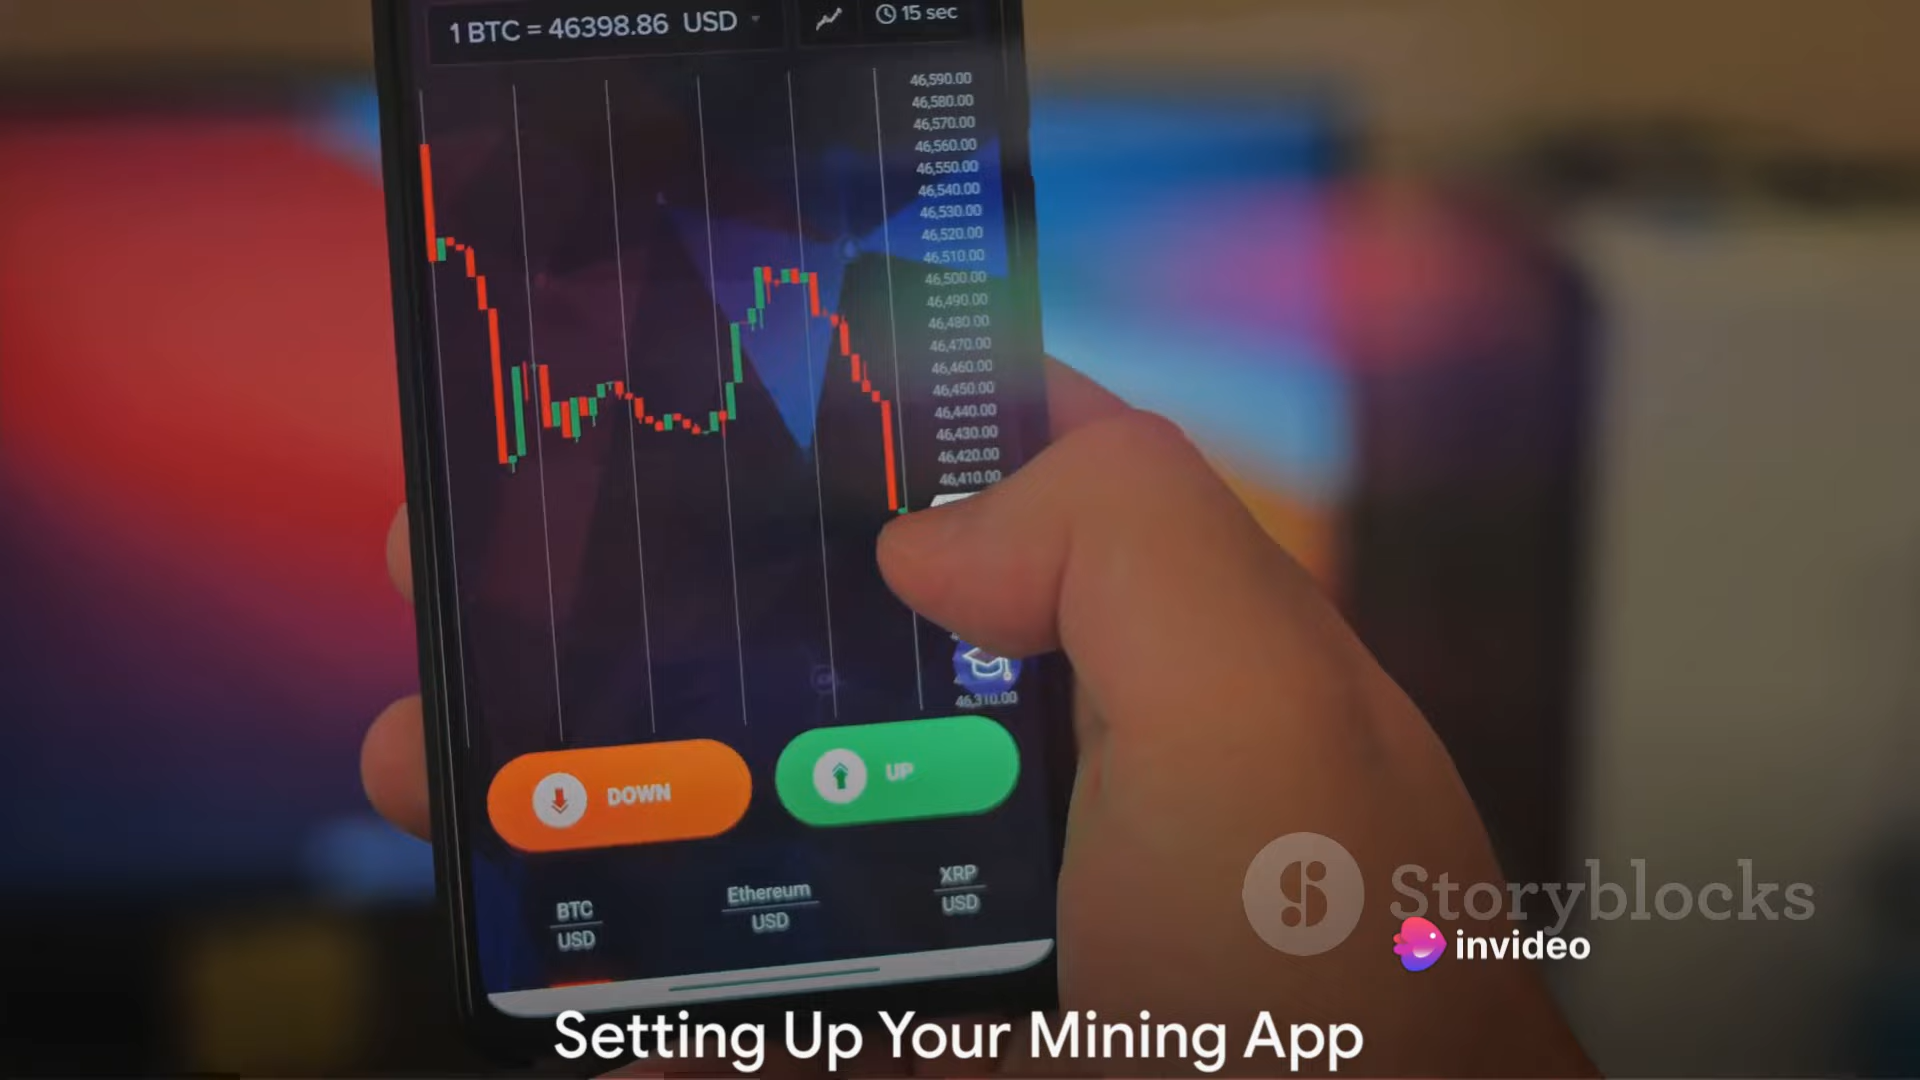 1 BTC = 46398.86 USD
15 sec
46,590.00
46,580.00
46,570.00
46,560.00
46,550.00
46,540.00
46,530.00
46,520.00
46,510.00
46,500.00
46,490.00
46,480.00
46,470.00
46,460.00
46,450.00
46,440.00
46,430.00
46,420.00
46,410.00
46,310.00
DOWN
UP
BTC
USD
Ethereum
USD
XRP
USD
Storyblocks
invideo
Setting Up Your Mining App